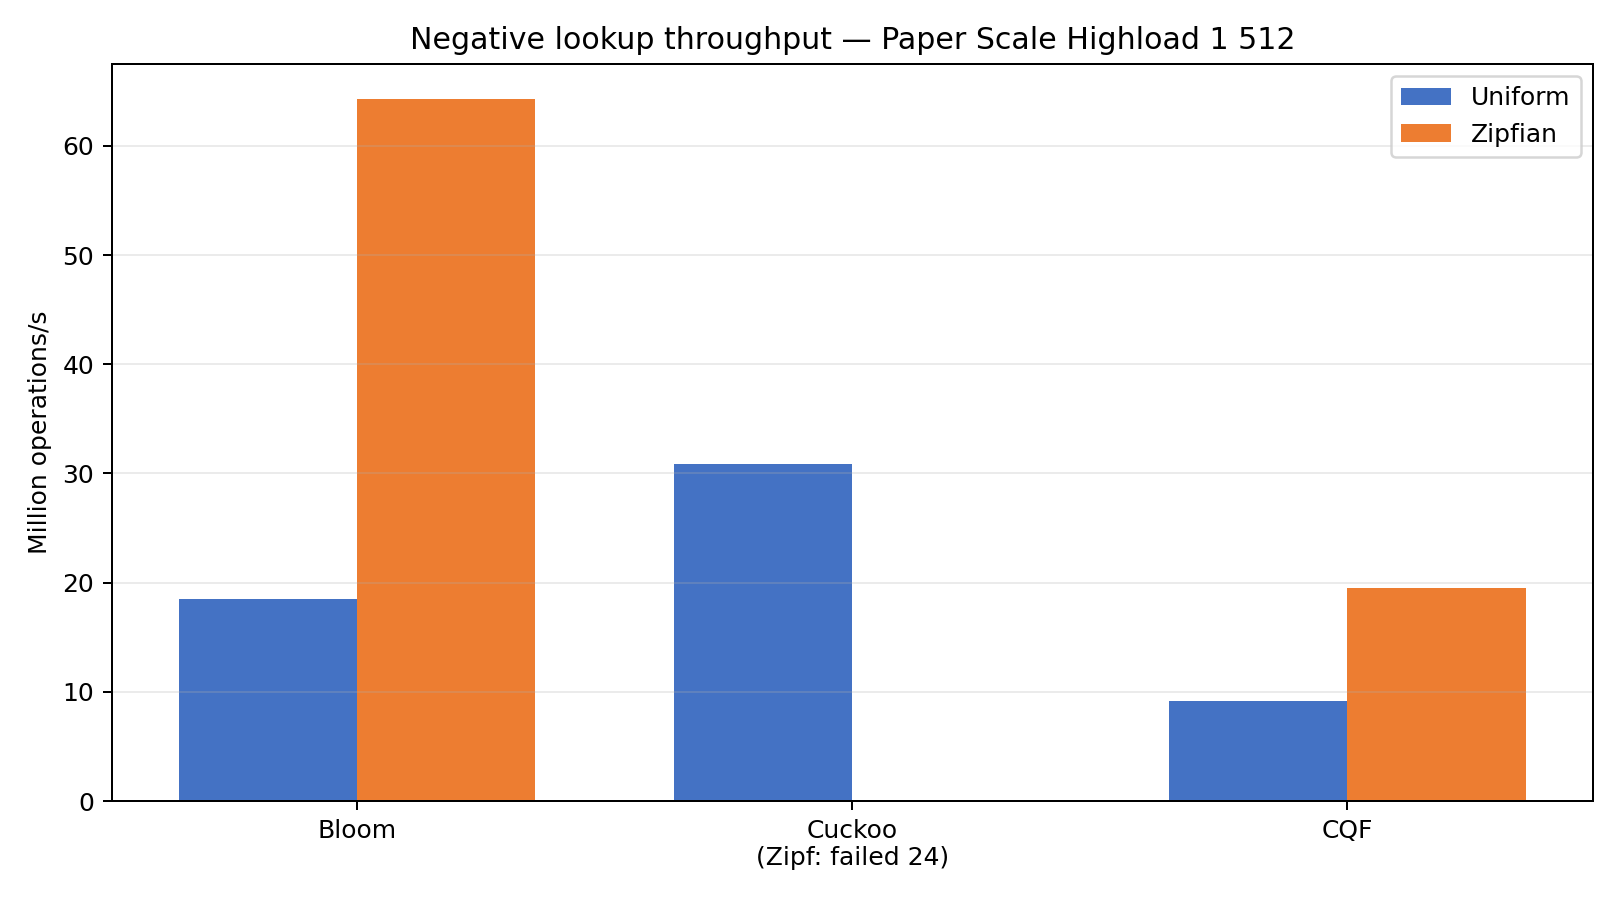 Negative lookup throughput — Paper Scale Highload 1 512
Uniform
Zipfian
Million operations/s
60
50
40
30
20
10
0
Bloom
Cuckoo
(Zipf: failed 24)
CQF